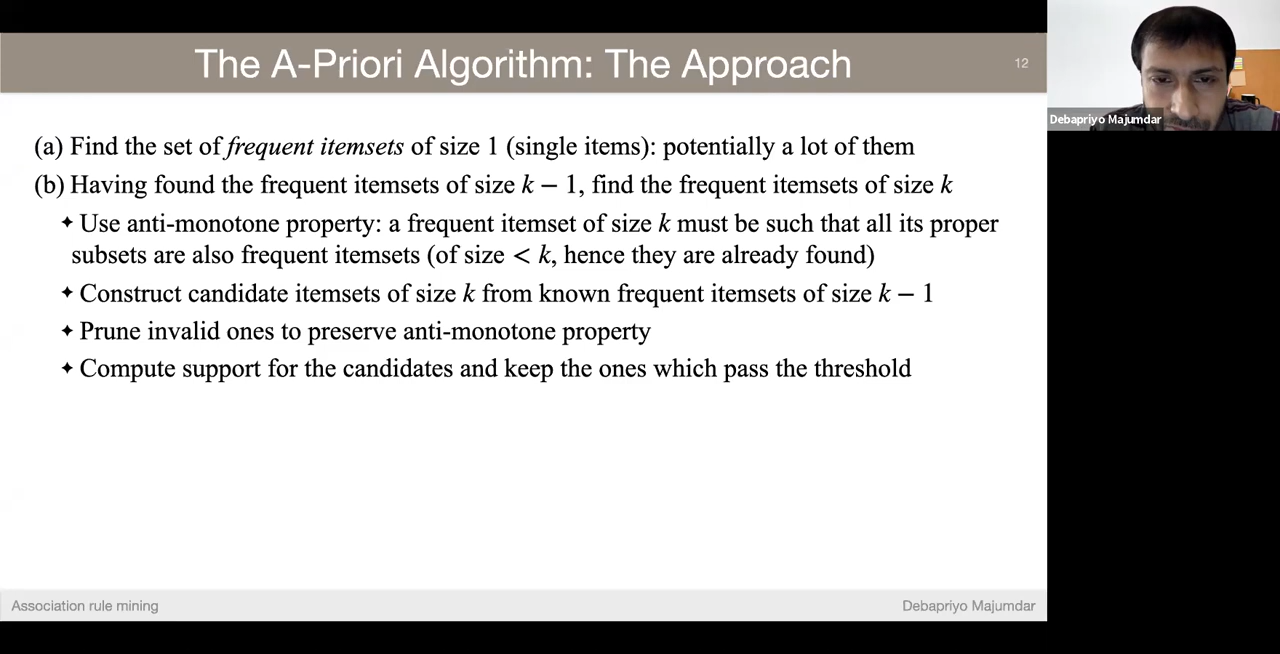 The A-Priori Algorithm: The Approach
12
Debapriyo Majumdar
(a) Find the set of frequent itemsets of size 1 (single items): potentially a lot of them
(b) Having found the frequent itemsets of size k − 1, find the frequent itemsets of size k
✦ Use anti-monotone property: a frequent itemset of size k must be such that all its proper
subsets are also frequent itemsets (of size < k, hence they are already found)
✦ Construct candidate itemsets of size k from known frequent itemsets of size k − 1
✦ Prune invalid ones to preserve anti-monotone property
✦ Compute support for the candidates and keep the ones which pass the threshold
Association rule mining
Debapriyo Majumdar